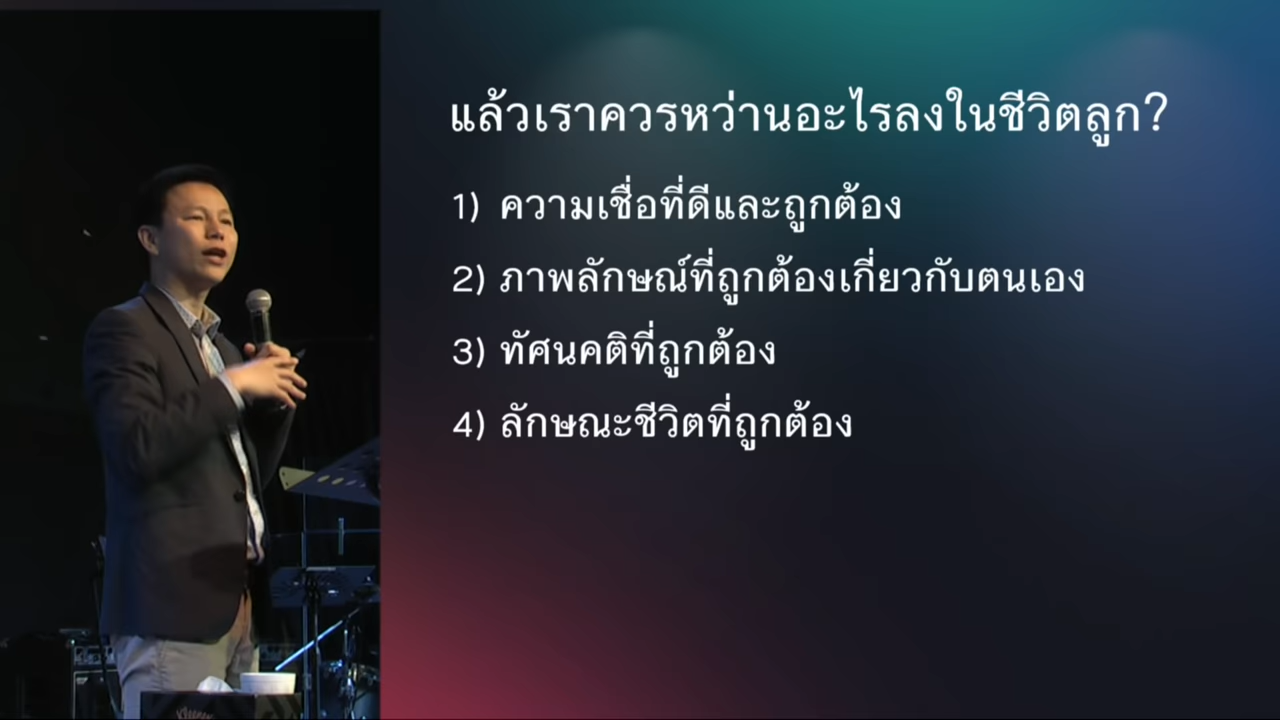 แล้วเราควรหว่านอะไรลงในชีวิตลูก?
1) ความเชื่อที่ดีและถูกต้อง
2) ภาพลักษณ์ที่ถูกต้องเกี่ยวกับตนเอง
3) ทัศนคติที่ถูกต้อง
4) ลักษณะชีวิตที่ถูกต้อง
Kleenex